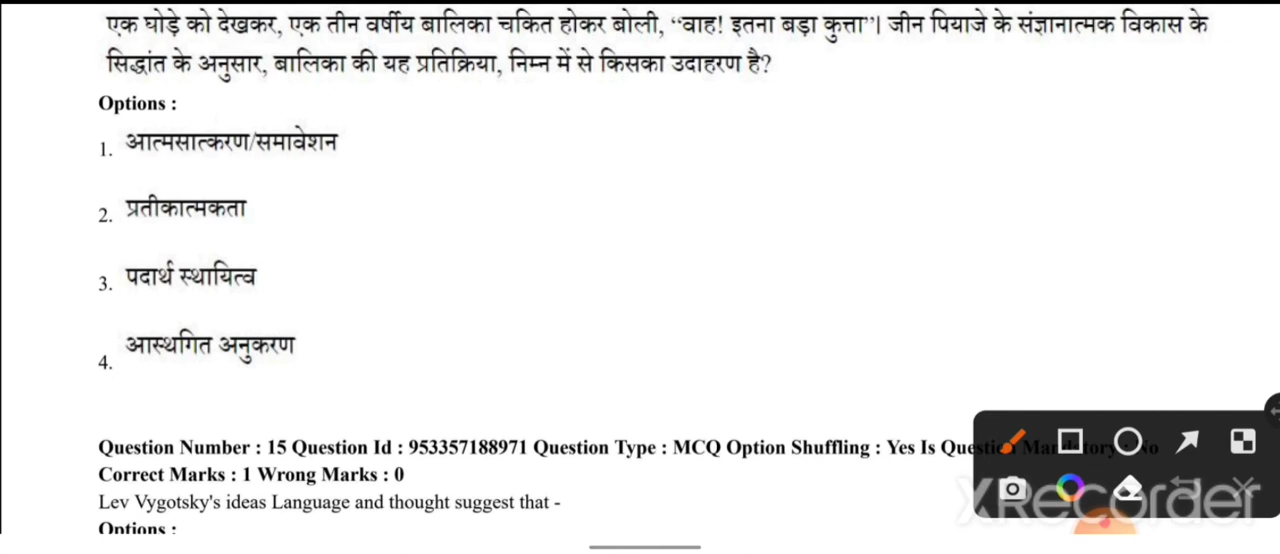 एक घोड़े को देखकर, एक तीन वर्षीय बालिका चकित होकर बोली, “वाह! इतना बड़ा कुत्ता”| जीन पियाजे के संज्ञानात्मक विकास के
सिद्धांत के अनुसार, बालिका की यह प्रतिक्रिया, निम्न में से किसका उदाहरण है?
Options :
1. आत्मसात्करण/समावेशन
2. प्रतीकात्मकता
3. पदार्थ स्थायित्व
4. आस्थगित अनुकरण
Question Number : 15 Question Id : 953357188971 Question Type : MCQ Option Shuffling : Yes Is Question Mandatory : No
Correct Marks : 1 Wrong Marks : 0
Lev Vygotsky's ideas Language and thought suggest that -
Options :
XRecorder